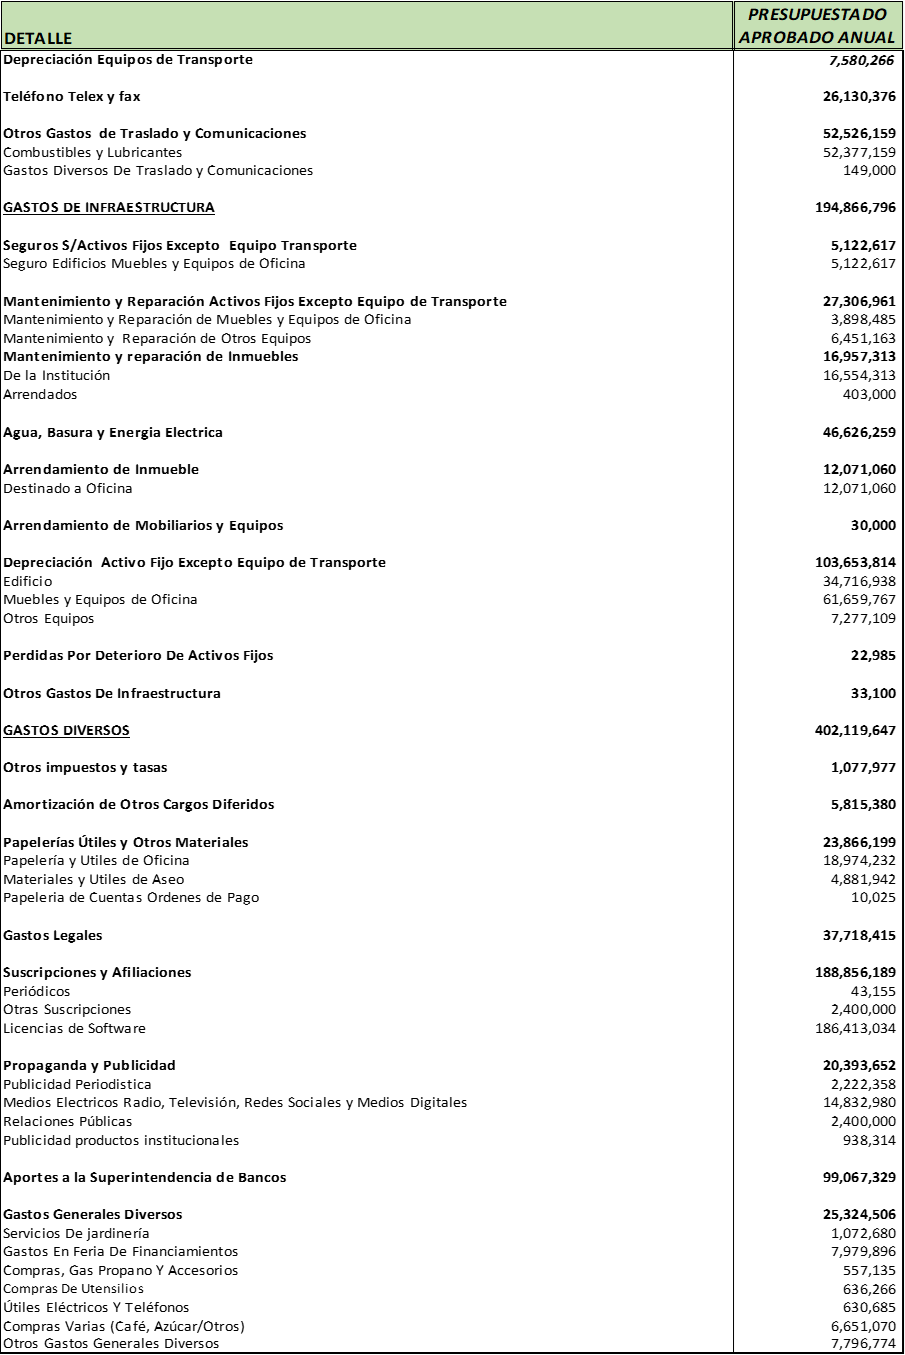 DETALLE PRESUPUESTADO APROBADO ANUAL
Depreciación Equipos de Transporte 7,580,266
Teléfono Telex y fax 26,130,376
Otros Gastos de Traslado y Comunicaciones 52,526,159
Combustibles y Lubricantes 52,377,159
Gastos Diversos De Traslado y Comunicaciones 149,000
GASTOS DE INFRAESTRUCTURA 194,866,796
Seguros S/Activos Fijos Excepto Equipo Transporte 5,122,617
Seguro Edificios Muebles y Equipos de Oficina 5,122,617
Mantenimiento y Reparación Activos Fijos Excepto Equipo de Transporte 27,306,961
Mantenimiento y Reparación de Muebles y Equipos de Oficina 3,898,485
Mantenimiento y Reparación de Otros Equipos 6,451,163
Mantenimiento y reparación de Inmuebles 16,957,313
De la Institución 16,554,313
Arrendados 403,000
Agua, Basura y Energia Electrica 46,626,259
Arrendamiento de Inmueble 12,071,060
Destinado a Oficina 12,071,060
Arrendamiento de Mobiliarios y Equipos 30,000
Depreciación Activo Fijo Excepto Equipo de Transporte 103,653,814
Edificio 34,716,938
Muebles y Equipos de Oficina 61,659,767
Otros Equipos 7,277,109
Perdidas Por Deterioro De Activos Fijos 22,985
Otros Gastos De Infraestructura 33,100
GASTOS DIVERSOS 402,119,647
Otros impuestos y tasas 1,077,977
Amortización de Otros Cargos Diferidos 5,815,380
Papelerías Útiles y Otros Materiales 23,866,199
Papelería y Utiles de Oficina 18,974,232
Materiales y Utiles de Aseo 4,881,942
Papeleria de Cuentas Ordenes de Pago 10,025
Gastos Legales 37,718,415
Suscripciones y Afiliaciones 188,856,189
Periódicos 43,155
Otras Suscripciones 2,400,000
Licencias de Software 186,413,034
Propaganda y Publicidad 20,393,652
Publicidad Periodistica 2,222,358
Medios Electricos Radio, Televisión, Redes Sociales y Medios Digitales 14,832,980
Relaciones Públicas 2,400,000
Publicidad productos institucionales 938,314
Aportes a la Superintendencia de Bancos 99,067,329
Gastos Generales Diversos 25,324,506
Servicios De jardinería 1,072,680
Gastos En Feria De Financiamientos 7,979,896
Compras, Gas Propano Y Accesorios 557,135
Compras De Utensilios 636,266
Útiles Eléctricos Y Teléfonos 630,685
Compras Varias (Café, Azúcar/Otros) 6,651,070
Otros Gastos Generales Diversos 7,796,774